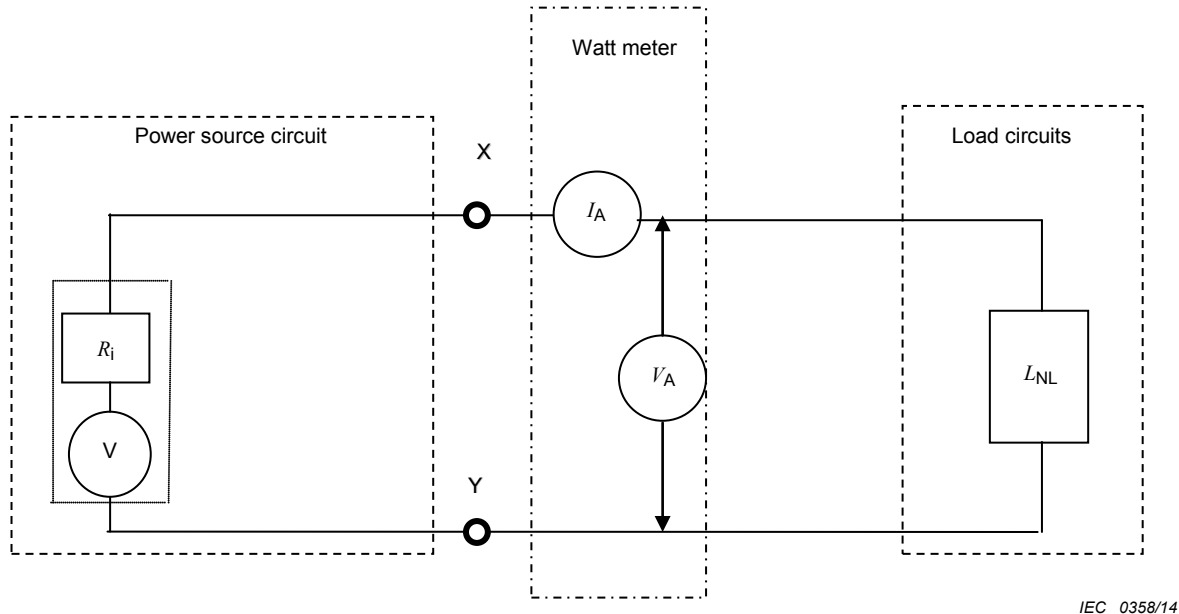 Watt meter
Power source circuit
Load circuits
X
IA
Ri
VA
LNL
V
Y
IEC 0358/14